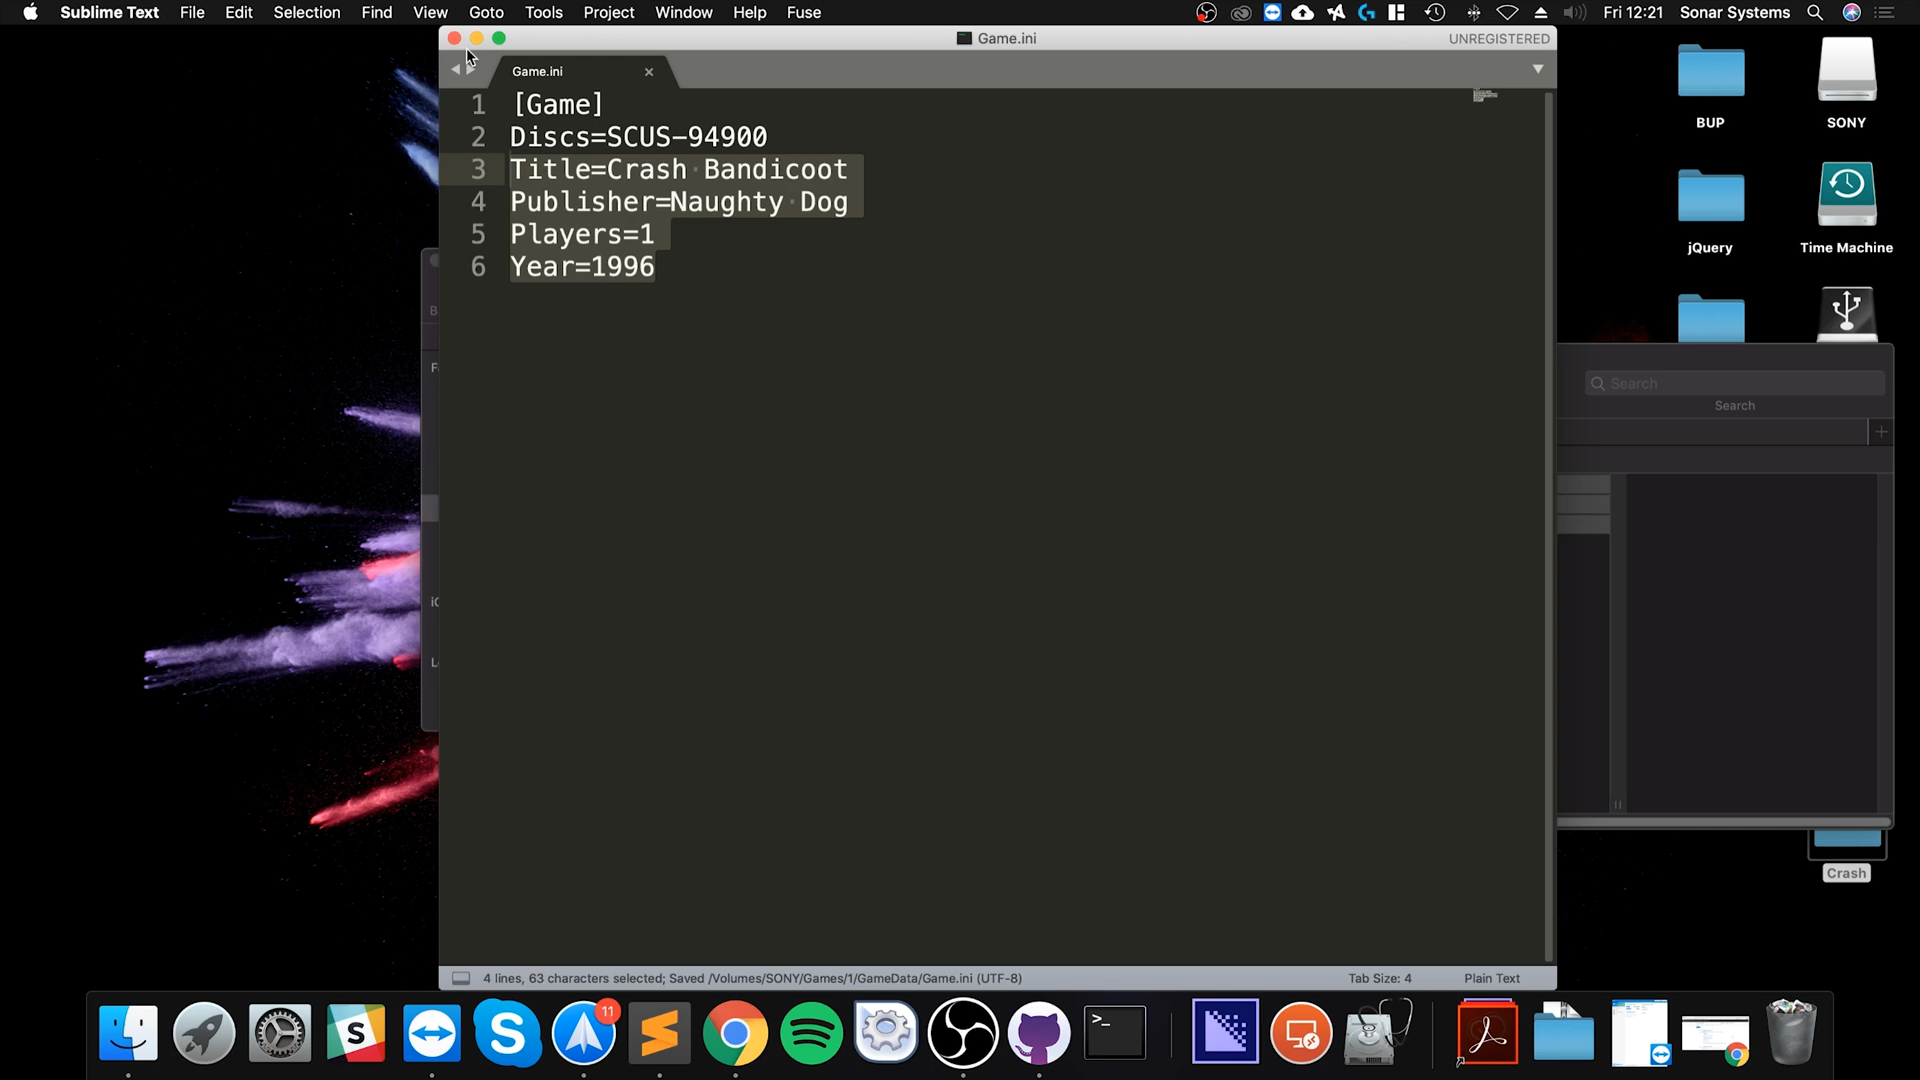 Sublime Text File Edit Selection Find View Goto Tools Project Window Help Fuse Fri 12:21 Sonar Systems
Game.ini UNREGISTERED
Game.ini
1 [Game]
2 Discs=SCUS-94900
3 Title=Crash Bandicoot
4 Publisher=Naughty Dog
5 Players=1
6 Year=1996
BUP SONY
jQuery Time Machine
Search
Search
Crash
4 lines, 63 characters selected; Saved /Volumes/SONY/Games/1/GameData/Game.ini (UTF-8) Tab Size: 4 Plain Text
11